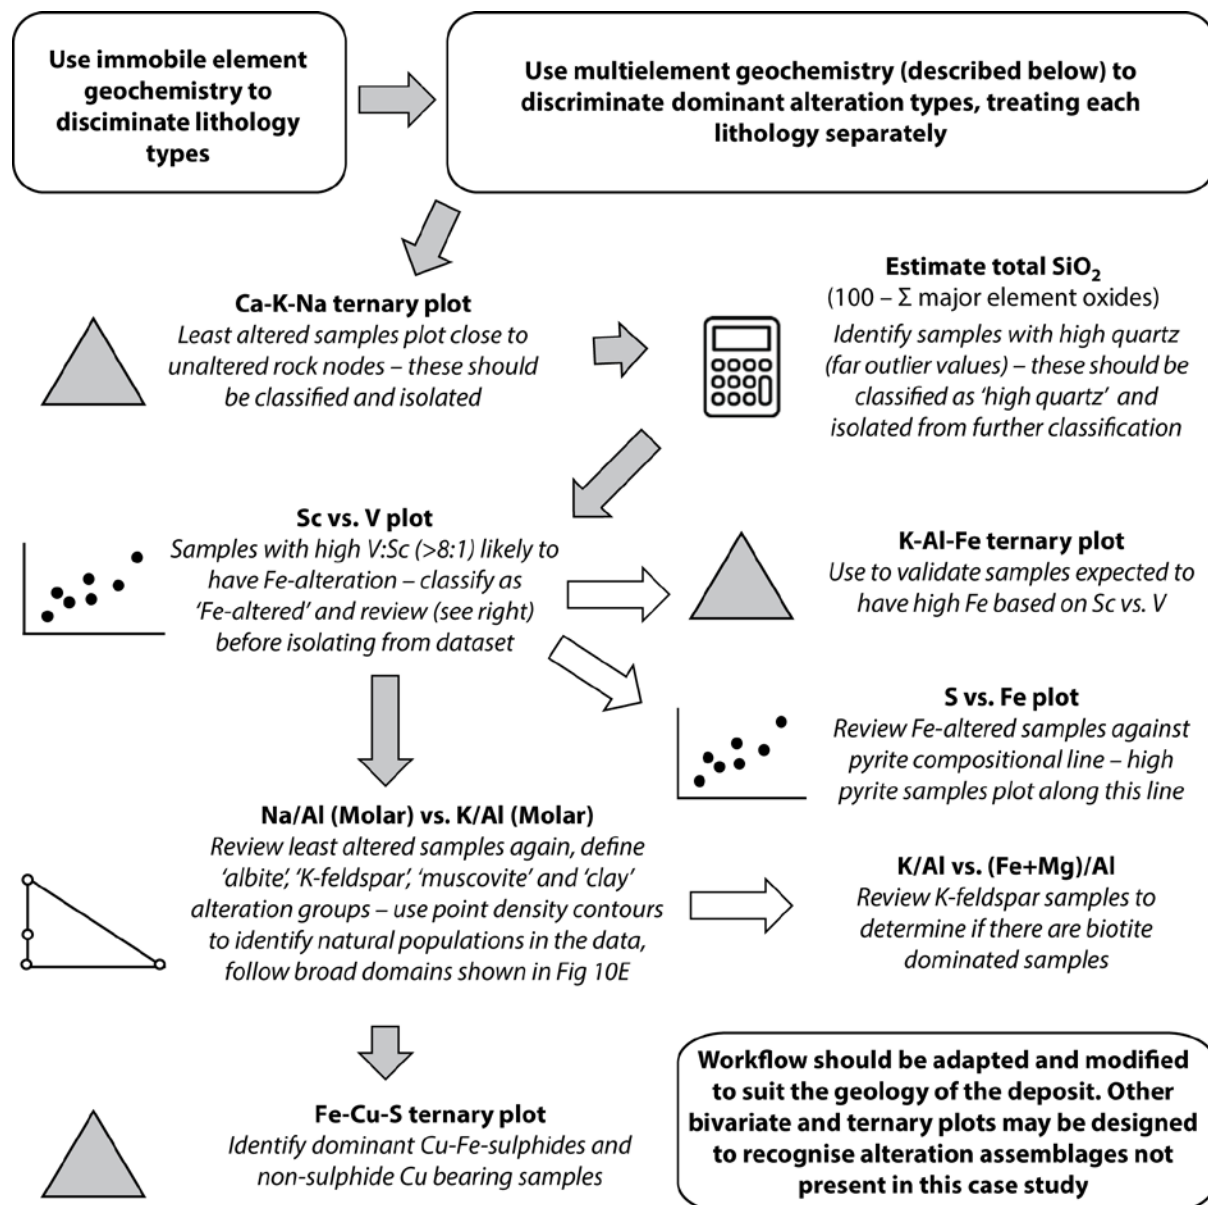 Use immobile element
geochemistry to
disciminate lithology
types
Use multielement geochemistry (described below) to
discriminate dominant alteration types, treating each
lithology separately
Ca-K-Na ternary plot
Least altered samples plot close to
unaltered rock nodes – these should
be classified and isolated
Estimate total SiO₂
(100 – Σ major element oxides)
Identify samples with high quartz
(far outlier values) – these should be
classified as ‘high quartz’ and
isolated from further classification
Sc vs. V plot
Samples with high V:Sc (>8:1) likely to
have Fe-alteration – classify as
‘Fe-altered’ and review (see right)
before isolating from dataset
K-Al-Fe ternary plot
Use to validate samples expected to
have high Fe based on Sc vs. V
S vs. Fe plot
Review Fe-altered samples against
pyrite compositional line – high
pyrite samples plot along this line
Na/Al (Molar) vs. K/Al (Molar)
Review least altered samples again, define
‘albite’, ‘K-feldspar’, ‘muscovite’ and ‘clay’
alteration groups – use point density contours
to identify natural populations in the data,
follow broad domains shown in Fig 10E
K/Al vs. (Fe+Mg)/Al
Review K-feldspar samples to
determine if there are biotite
dominated samples
Fe-Cu-S ternary plot
Identify dominant Cu-Fe-sulphides and
non-sulphide Cu bearing samples
Workflow should be adapted and modified
to suit the geology of the deposit. Other
bivariate and ternary plots may be designed
to recognise alteration assemblages not
present in this case study